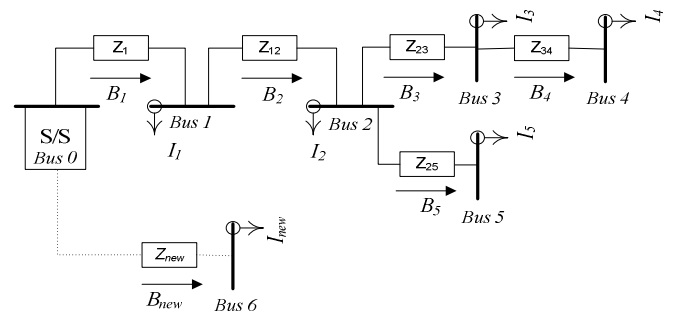 Z1 Z12 Z23 I3 Z34 I4
B1 B2 B3 Bus 3 B4 Bus 4
S/S
Bus 0
Bus 1 Bus 2
I1 I2 Z25 I5
B5 Bus 5
Znew Inew
Bnew Bus 6